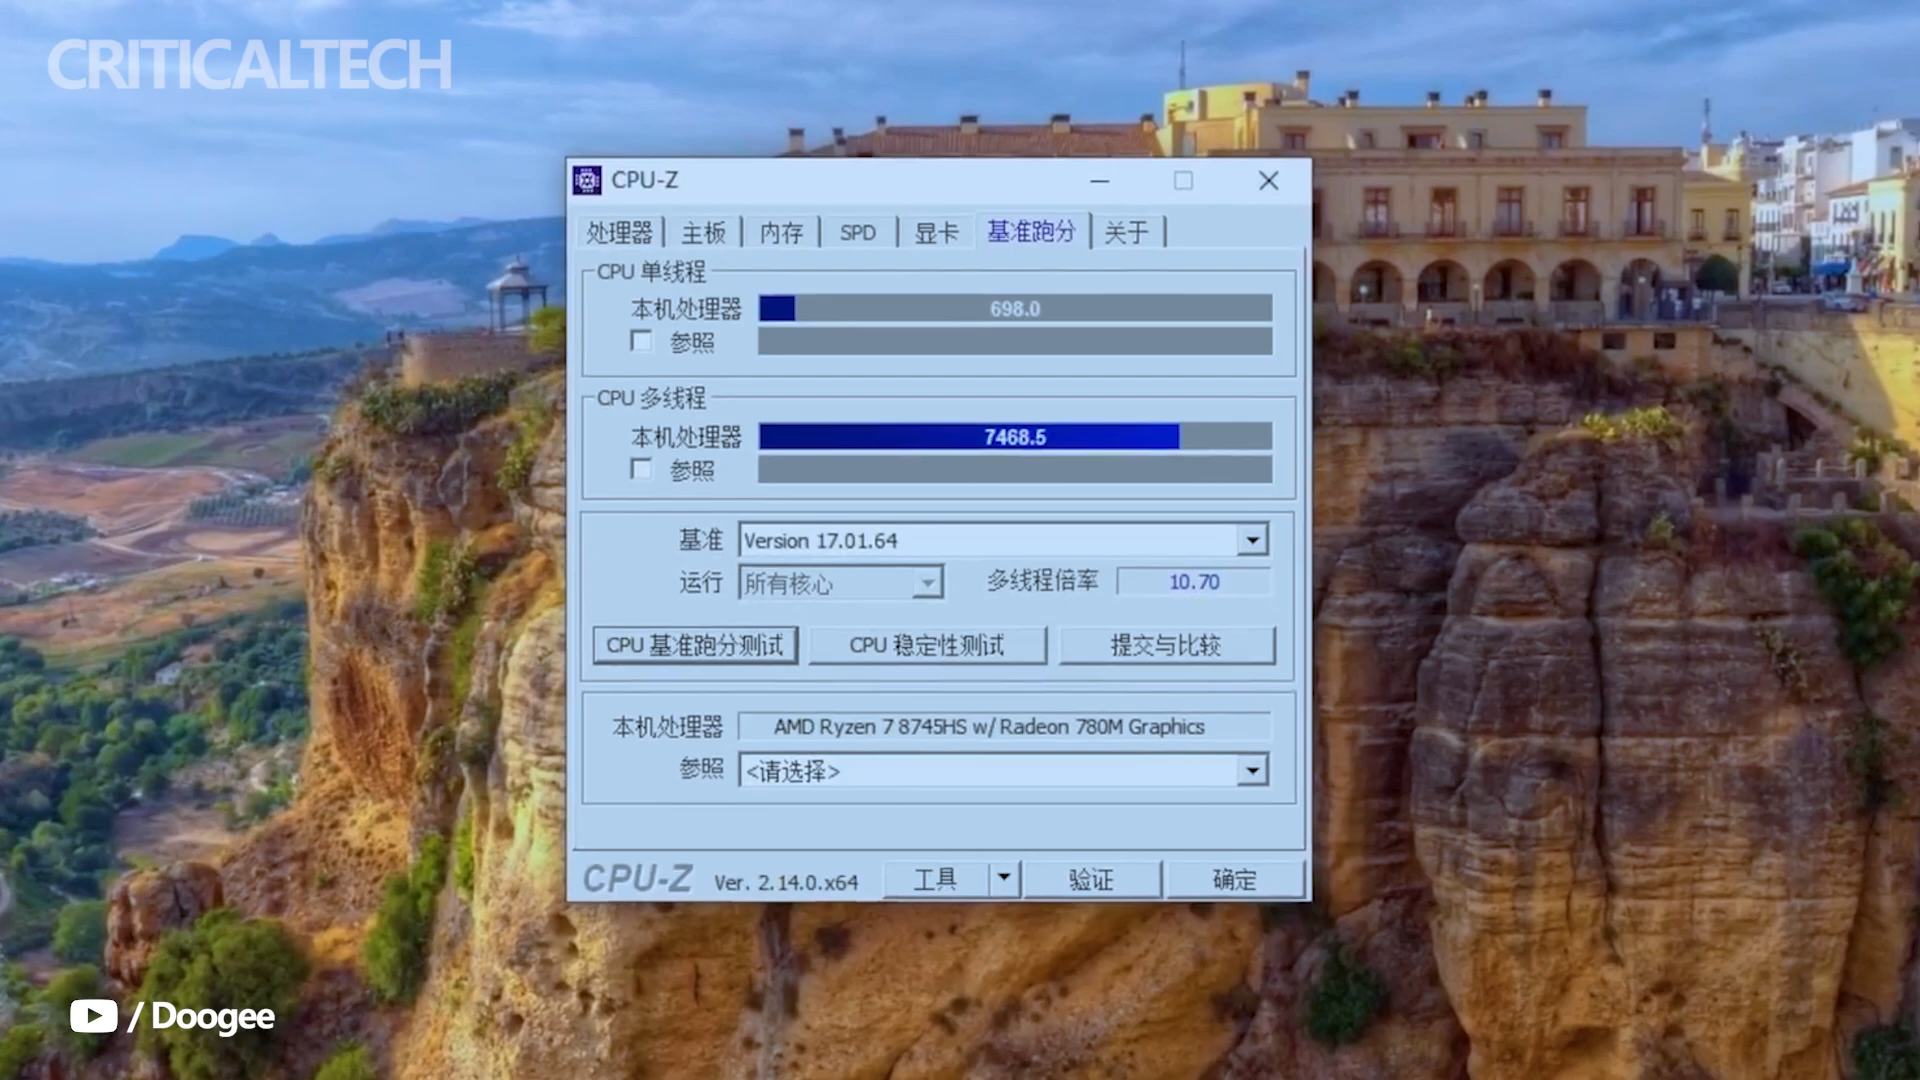 CRITICALTECH
CPU-Z
处理器 主板 内存 SPD 显卡 基准跑分 关于
CPU 单线程
本机处理器 698.0
参照
CPU 多线程
本机处理器 7468.5
参照
基准 Version 17.01.64
运行 所有核心 多线程倍率 10.70
CPU 基准跑分测试 CPU 稳定性测试 提交与比较
本机处理器 AMD Ryzen 7 8745HS w/ Radeon 780M Graphics
参照 <请选择>
CPU-Z Ver. 2.14.0.x64 工具 验证 确定
/ Doogee